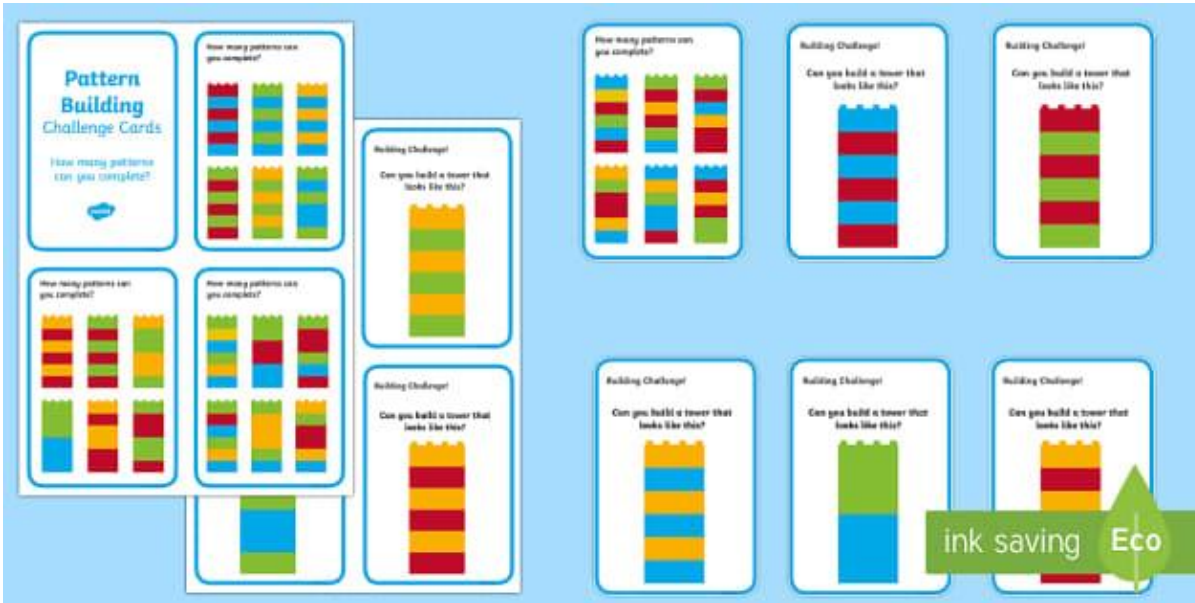 Pattern
Building
Challenge Cards
How many patterns
can you complete?
twinkl
How many patterns can
you complete?
How many patterns can
you complete?
How many patterns can
you complete?
Building Challenge!
Can you build a tower that
looks like this?
Building Challenge!
Can you build a tower that
looks like this?
How many patterns can
you complete?
Building Challenge!
Can you build a tower that
looks like this?
Building Challenge!
Can you build a tower that
looks like this?
Building Challenge!
Can you build a tower that
looks like this?
Building Challenge!
Can you build a tower that
looks like this?
Building Challenge!
Can you build a tower that
looks like this?
ink saving
Eco